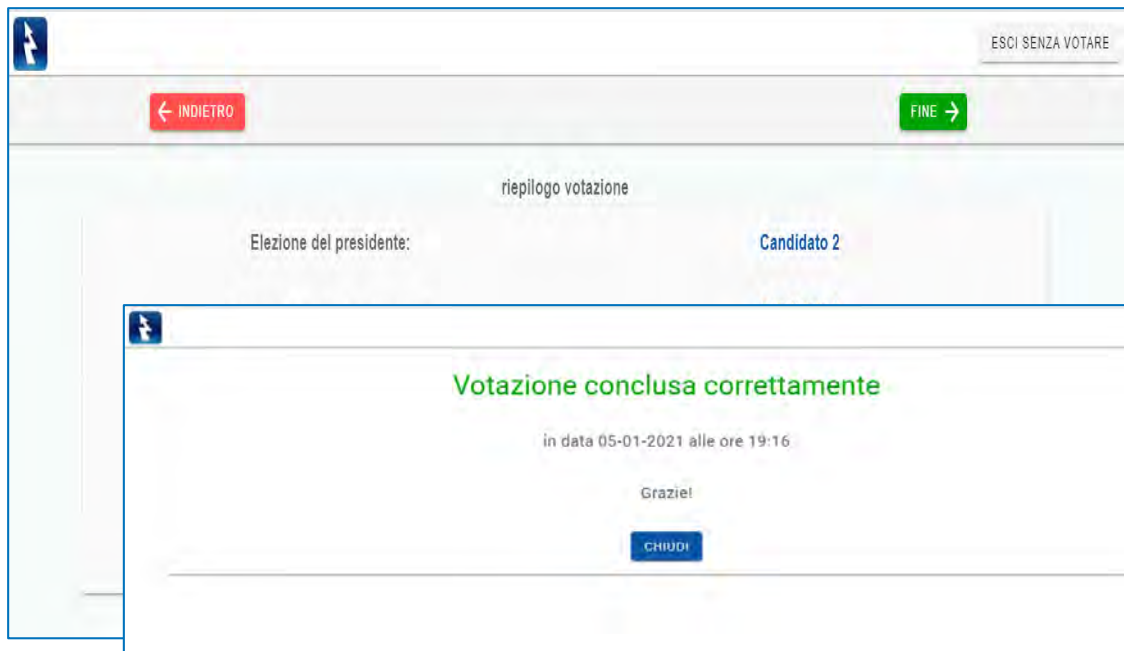 ESCI SENZA VOTARE
← INDIETRO
FINE →
riepilogo votazione
Elezione del presidente: Candidato 2
Votazione conclusa correttamente
in data 05-01-2021 alle ore 19:16
Grazie!
CHIUDI